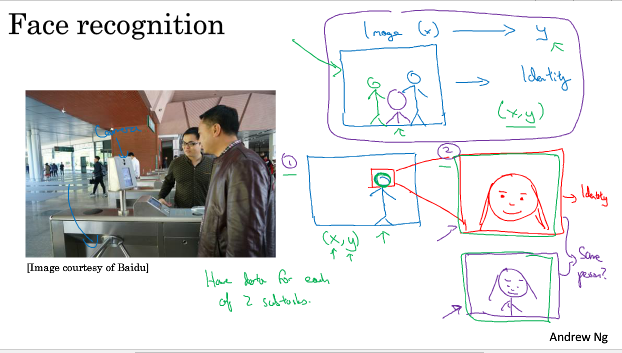 Face recognition
Image (x) → y
Identity
(x,y)
Camera
1
2
Identity
(x, y)
Same
person?
[Image courtesy of Baidu]
Have data for each
of 2 subtasks.
Andrew Ng